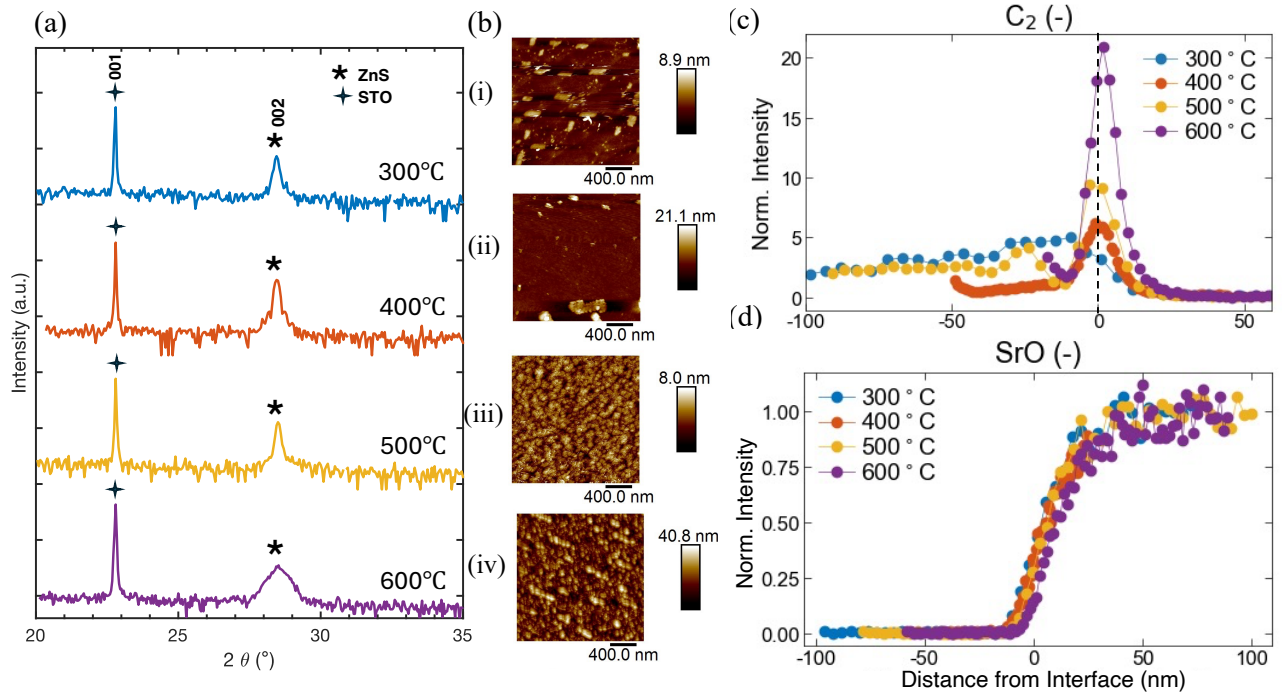 (a)
001
★ ZnS
✦ STO
002
300°C
400°C
500°C
600°C
Intensity (a.u.)
20 25 30 35
2 θ (°)
(b)
(i)
8.9 nm
400.0 nm
(ii)
21.1 nm
400.0 nm
(iii)
8.0 nm
400.0 nm
(iv)
40.8 nm
400.0 nm
(c)
C₂ (-)
20
15
10
5
0
Norm. Intensity
300 ° C
400 ° C
500 ° C
600 ° C
-100 -50 0 50
(d)
SrO (-)
1.00
0.75
0.50
0.25
0.00
Norm. Intensity
300 ° C
400 ° C
500 ° C
600 ° C
-100 -50 0 50 100
Distance from Interface (nm)